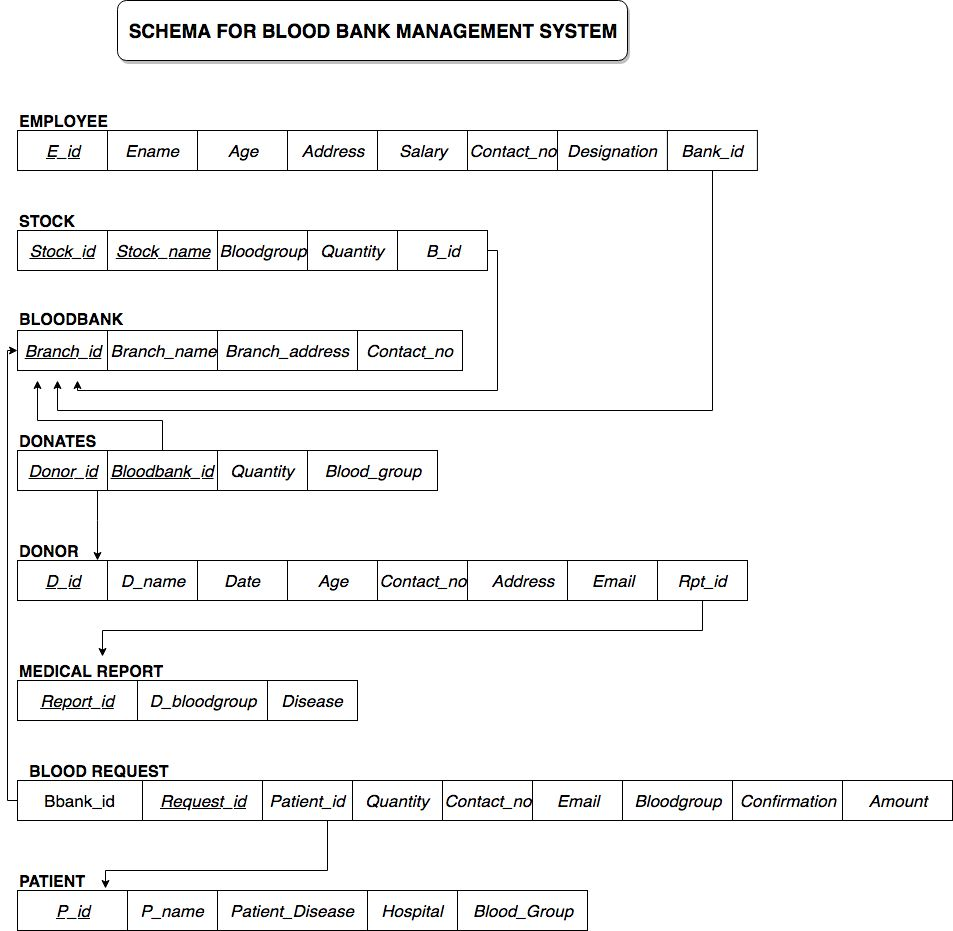 SCHEMA FOR BLOOD BANK MANAGEMENT SYSTEM
EMPLOYEE
E_id Ename Age Address Salary Contact_no Designation Bank_id
STOCK
Stock_id Stock_name Bloodgroup Quantity B_id
BLOODBANK
Branch_id Branch_name Branch_address Contact_no
DONATES
Donor_id Bloodbank_id Quantity Blood_group
DONOR
D_id D_name Date Age Contact_no Address Email Rpt_id
MEDICAL REPORT
Report_id D_bloodgroup Disease
BLOOD REQUEST
Bbank_id Request_id Patient_id Quantity Contact_no Email Bloodgroup Confirmation Amount
PATIENT
P_id P_name Patient_Disease Hospital Blood_Group